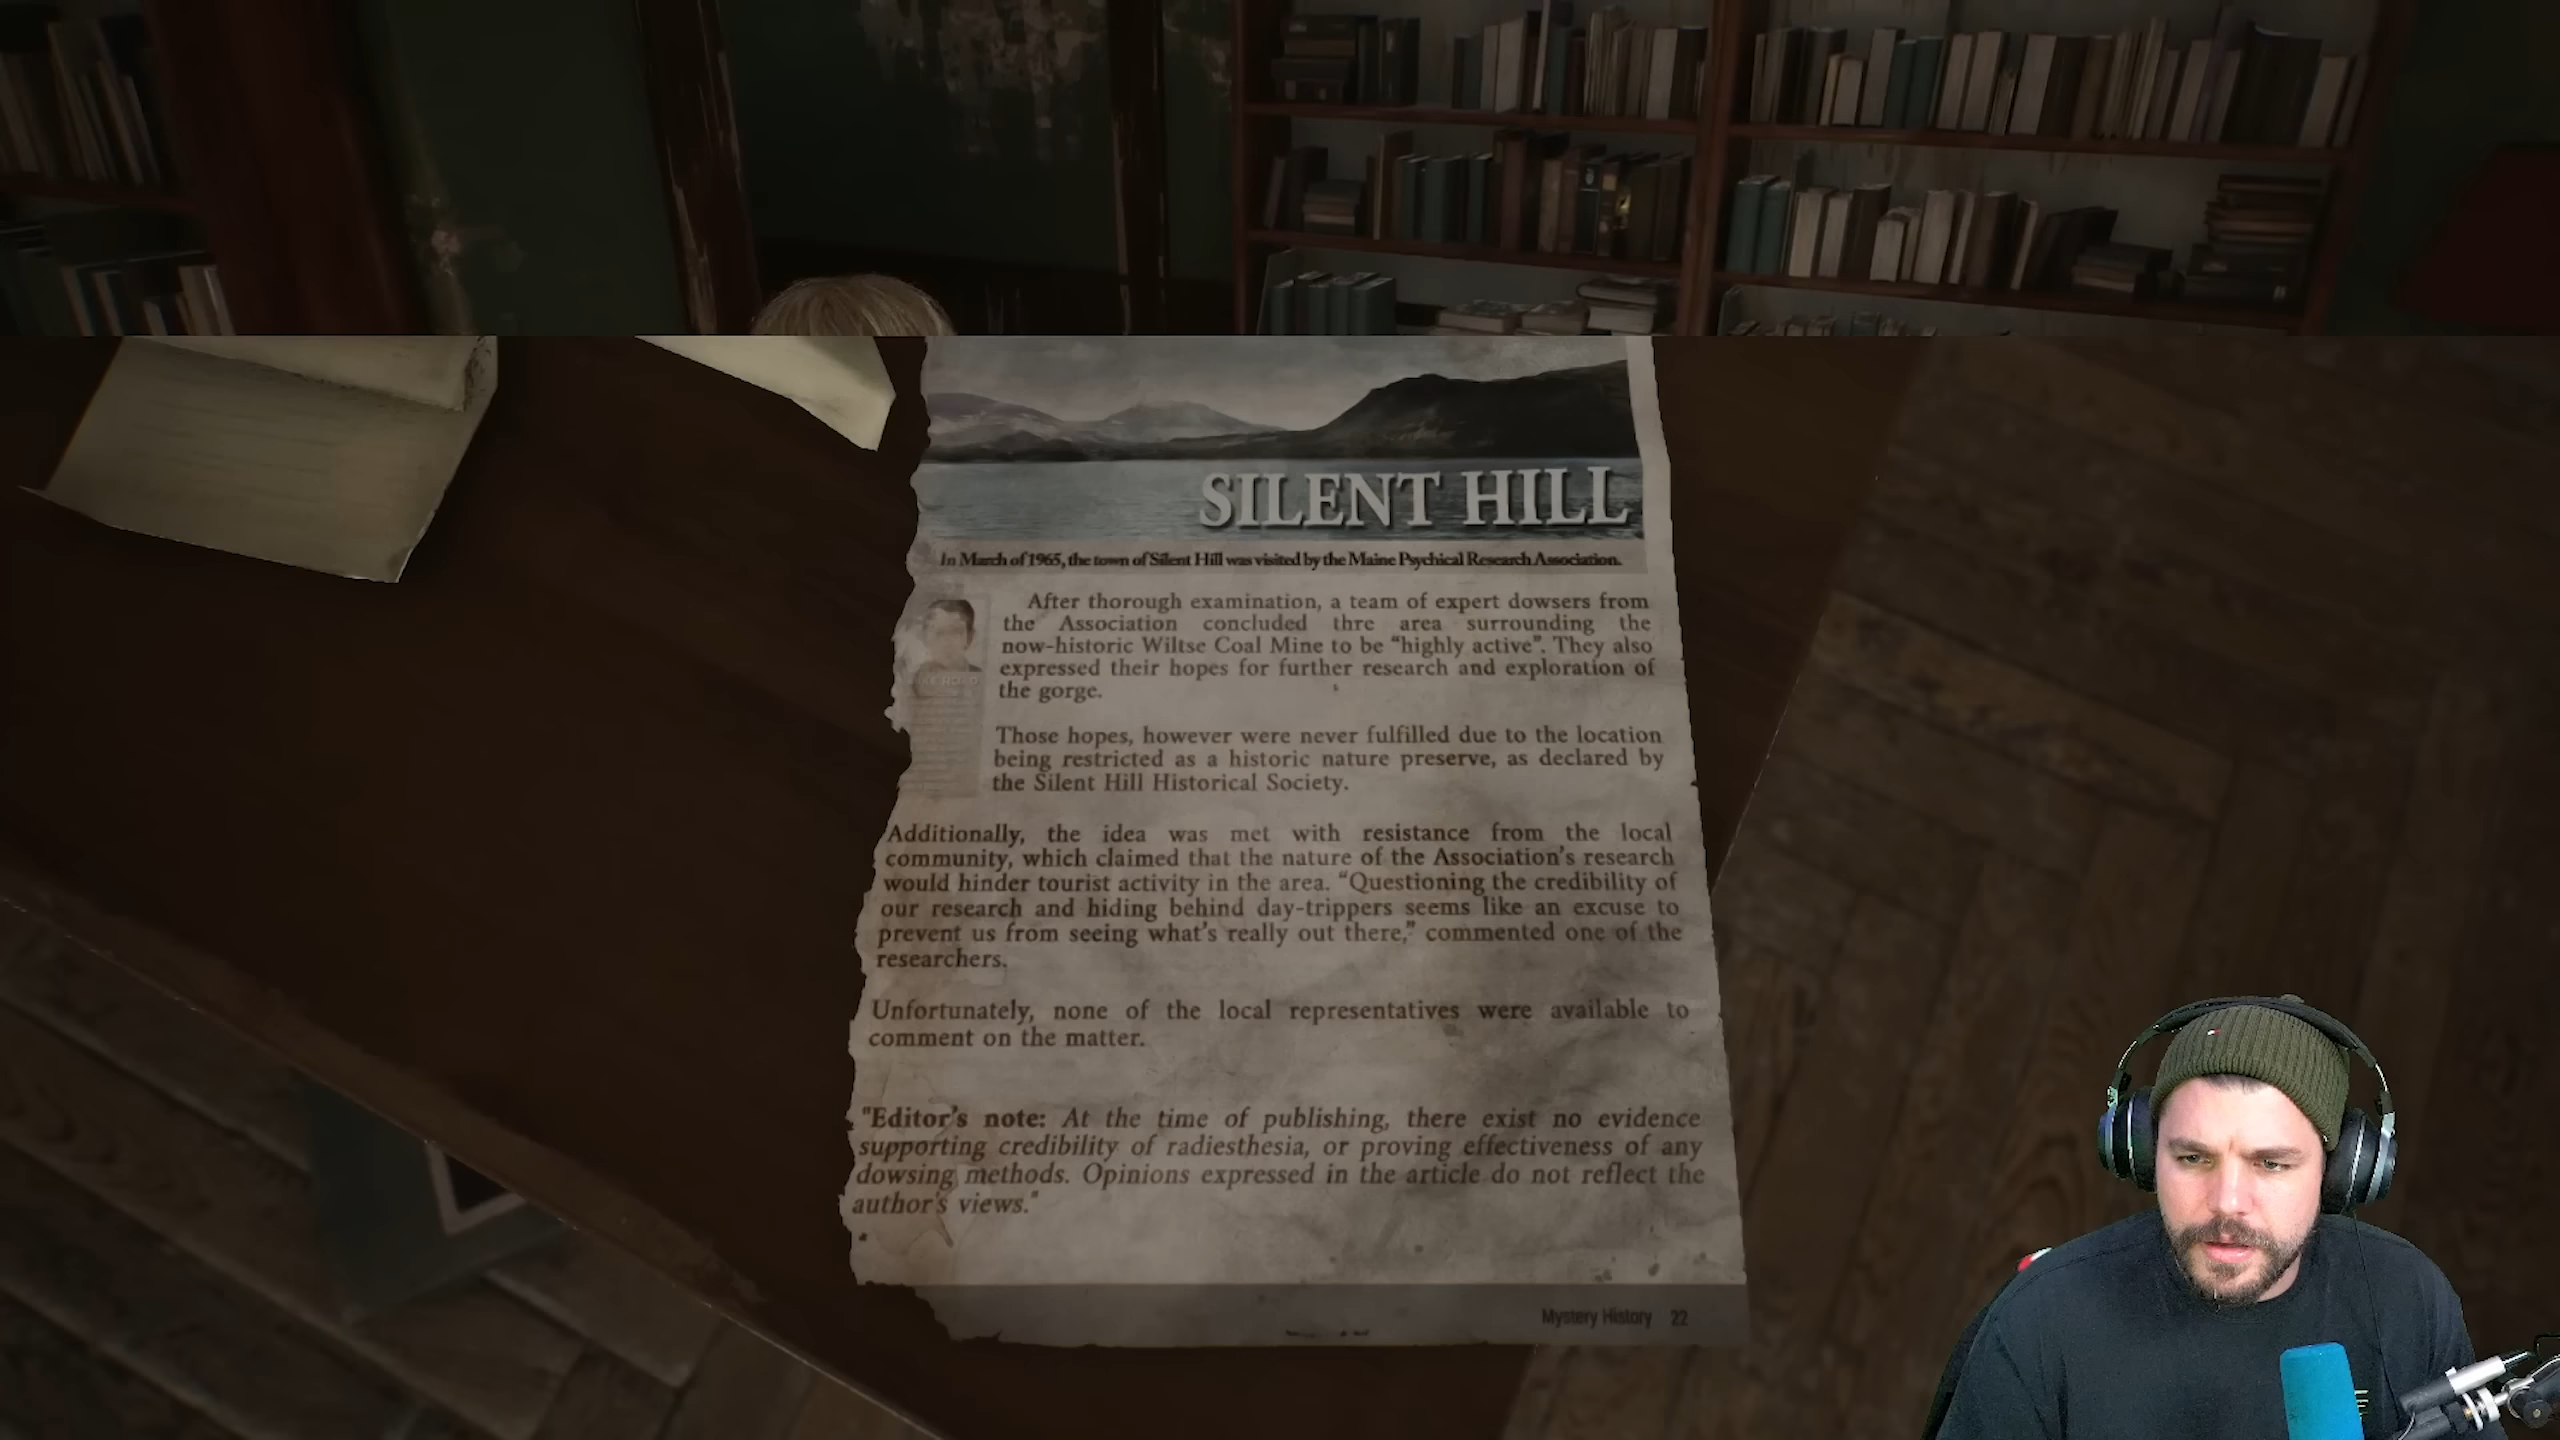 SILENT HILL
In March of 1965, the town of Silent Hill was visited by the Maine Psychical Research Association.
After thorough examination, a team of expert dowsers from
the Association concluded thre area surrounding the
now-historic Wiltse Coal Mine to be “highly active”. They also
expressed their hopes for further research and exploration of
the gorge.
Those hopes, however were never fulfilled due to the location
being restricted as a historic nature preserve, as declared by
the Silent Hill Historical Society.
Additionally, the idea was met with resistance from the local
community, which claimed that the nature of the Association's research
would hinder tourist activity in the area. “Questioning the credibility of
our research and hiding behind day-trippers seems like an excuse to
prevent us from seeing what's really out there,” commented one of the
researchers.
Unfortunately, none of the local representatives were available to
comment on the matter.
"Editor's note: At the time of publishing, there exist no evidence
supporting credibility of radiesthesia, or proving effectiveness of any
dowsing methods. Opinions expressed in the article do not reflect the
author's views."
Mystery History 22